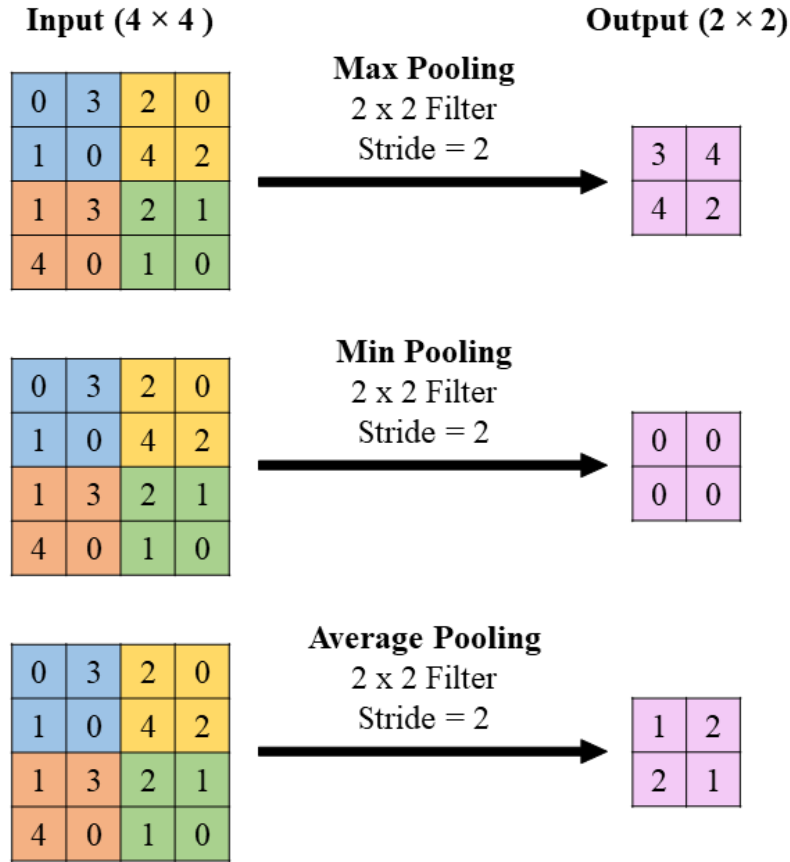 Input (4 × 4 )
Output (2 × 2)
Max Pooling
2 x 2 Filter
Stride = 2
0 3 2 0
1 0 4 2
1 3 2 1
4 0 1 0
3 4
4 2
Min Pooling
2 x 2 Filter
Stride = 2
0 3 2 0
1 0 4 2
1 3 2 1
4 0 1 0
0 0
0 0
Average Pooling
2 x 2 Filter
Stride = 2
0 3 2 0
1 0 4 2
1 3 2 1
4 0 1 0
1 2
2 1